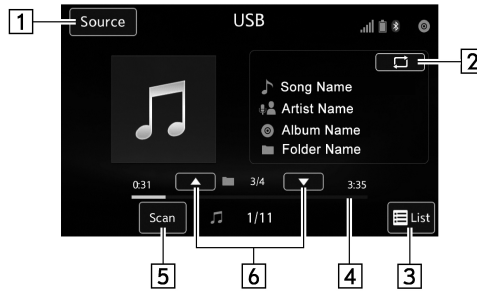 1
Source
USB
2
Song Name
Artist Name
Album Name
Folder Name
0:31
3/4
3:35
Scan
1/11
List
5
6
4
3